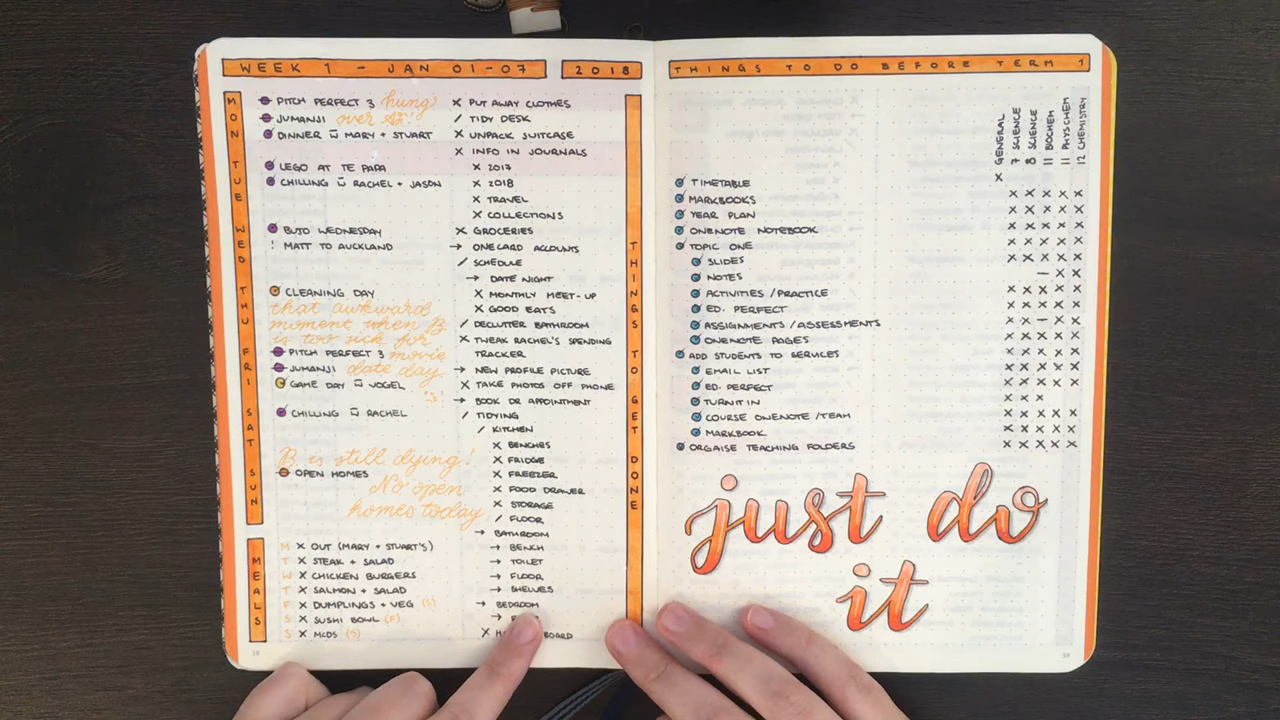 WEEK 1 - JAN 01-07
2018
MON TUE WED THU FRI SAT SUN
PITCH PERFECT 3 hung
JUMANJI over AF!
DINNER MARY + STUART
LEGO AT TE PAPA
CHILLING RACHEL + JASON
BUJO WEDNESDAY
! MATT TO AUCKLAND
CLEANING DAY
that awkward
moment when B
is too sick for
PITCH PERFECT 3 movie
JUMANJI date day
GAME DAY VOGEL
:'(
CHILLING RACHEL
B is still dying!
OPEN HOMES
No open
homes today
MEALS
M X OUT (MARY + STUART'S)
T X STEAK + SALAD
W X CHICKEN BURGERS
T X SALMON + SALAD
F X DUMPLINGS + VEG (S)
S X SUSHI BOWL (F)
S X MCDS (S)
X PUT AWAY CLOTHES
/ TIDY DESK
X UNPACK SUITCASE
X INFO IN JOURNALS
X 2017
X 2018
X TRAVEL
X COLLECTIONS
X GROCERIES
→ ONECARD ACCOUNTS
/ SCHEDULE
→ DATE NIGHT
X MONTHLY MEET-UP
X GOOD EATS
/ DECLUTTER BATHROOM
X TWEAK RACHEL'S SPENDING
TRACKER
→ NEW PROFILE PICTURE
X TAKE PHOTOS OFF PHONE
→ BOOK DR APPOINTMENT
/ TIDYING
/ KITCHEN
X BENCHES
X FRIDGE
X FREEZER
X FOOD DRAWER
X STORAGE
/ FLOOR
→ BATHROOM
→ BENCH
→ TOILET
→ FLOOR
→ SHELVES
→ BEDROOM
→
X BOARD
THINGS TO GET DONE
38
THINGS TO DO BEFORE TERM 1
GENERAL
7 SCIENCE
8 SCIENCE
11 BIOCHEM
11 PHYSCHEM
12 CHEMISTRY
TIMETABLE X
MARKBOOKS X X X X X
YEAR PLAN X X X X X
ONENOTE NOTEBOOK X X X X X
TOPIC ONE X X X X X
SLIDES X X X X X
NOTES - X X
ACTIVITIES / PRACTICE X X X X X
ED. PERFECT X X X X X
ASSIGNMENTS / ASSESSMENTS X X - X X
ONENOTE PAGES X X X X X
ADD STUDENTS TO SERVICES X X X X X
EMAIL LIST X X X X X
ED. PERFECT X X X X X
TURNITIN X X X
COURSE ONENOTE / TEAM X X X X X
MARKBOOK X X X X X
ORGAISE TEACHING FOLDERS X X X X X
just do
it
39